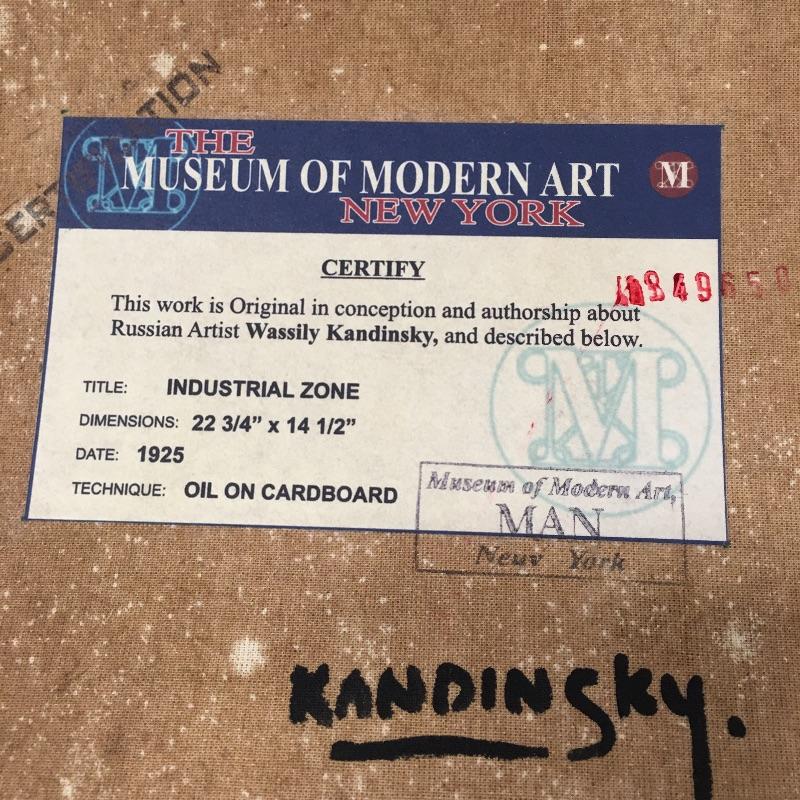 THE
MUSEUM OF MODERN ART
NEW YORK
M
CERTIFY
This work is Original in conception and authorship about
Russian Artist Wassily Kandinsky, and described below.
TITLE: INDUSTRIAL ZONE
DIMENSIONS: 22 3/4” x 14 1/2”
DATE: 1925
TECHNIQUE: OIL ON CARDBOARD
Museum of Modern Art,
MAN
Neuv York
KANDINSKY.